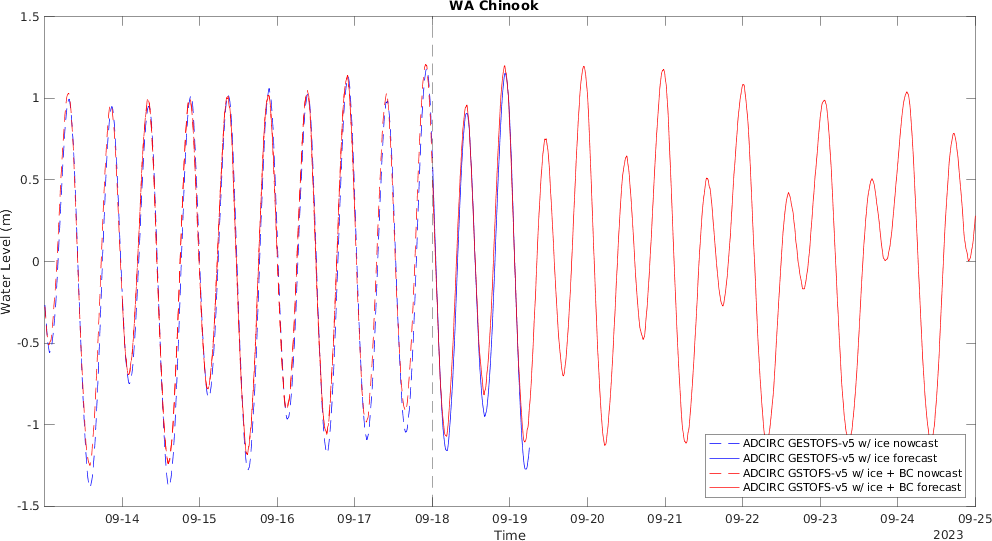 WA Chinook
1.5
1
0.5
0
-0.5
-1
-1.5
Water Level (m)
09-14
09-15
09-16
09-17
09-18
09-19
09-20
09-21
09-22
09-23
09-24
09-25
Time
2023
ADCIRC GESTOFS-v5 w/ ice nowcast
ADCIRC GESTOFS-v5 w/ ice forecast
ADCIRC GSTOFS-v5 w/ ice + BC nowcast
ADCIRC GSTOFS-v5 w/ ice + BC forecast